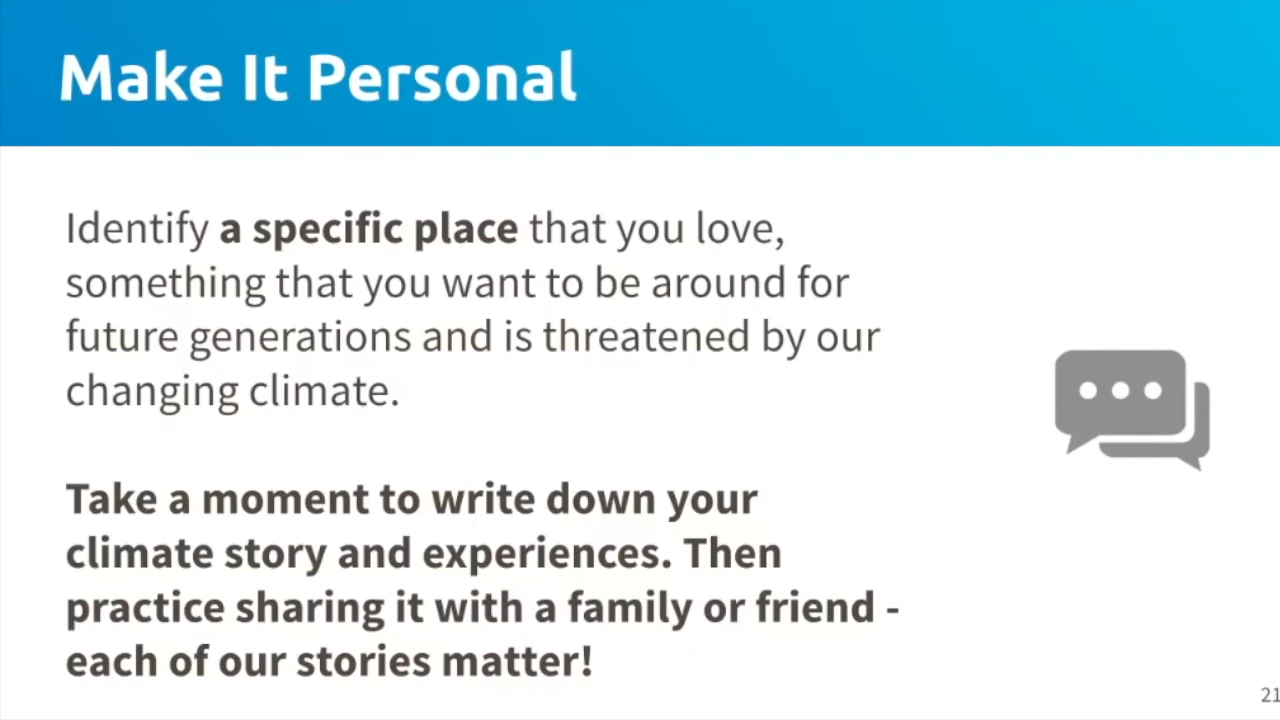 Make It Personal
Identify a specific place that you love,
something that you want to be around for
future generations and is threatened by our
changing climate.
Take a moment to write down your
climate story and experiences. Then
practice sharing it with a family or friend -
each of our stories matter!
21